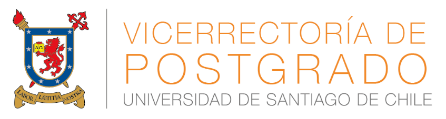 VICERRECTORÍA DE
POSTGRADO
UNIVERSIDAD DE SANTIAGO DE CHILE